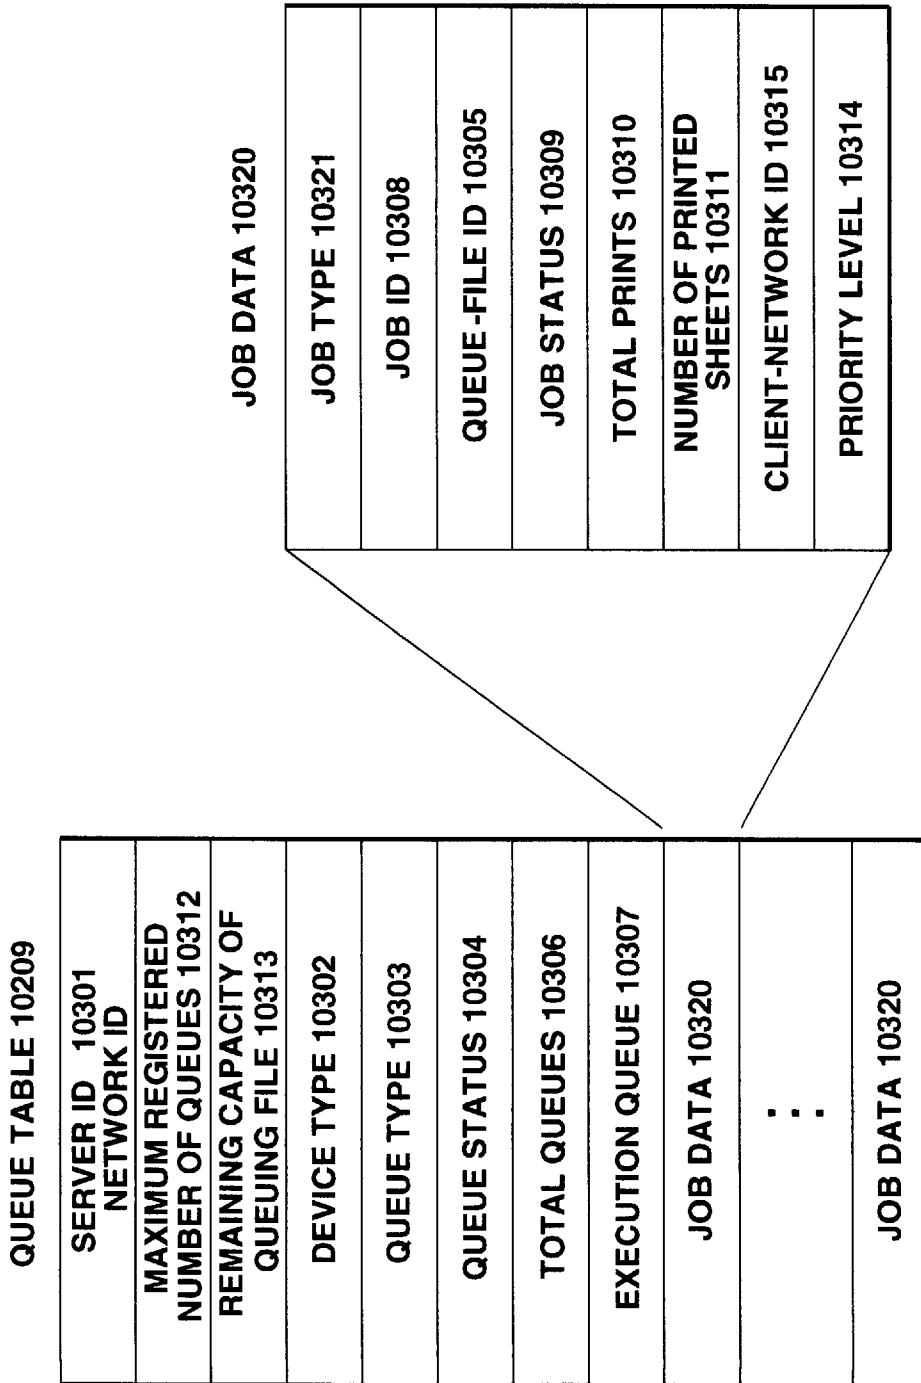 QUEUE TABLE 10209
SERVER ID 10301
NETWORK ID
MAXIMUM REGISTERED
NUMBER OF QUEUES 10312
REMAINING CAPACITY OF
QUEUING FILE 10313
DEVICE TYPE 10302
QUEUE TYPE 10303
QUEUE STATUS 10304
TOTAL QUEUES 10306
EXECUTION QUEUE 10307
JOB DATA 10320
⋮
JOB DATA 10320
JOB DATA 10320
JOB TYPE 10321
JOB ID 10308
QUEUE-FILE ID 10305
JOB STATUS 10309
TOTAL PRINTS 10310
NUMBER OF PRINTED
SHEETS 10311
CLIENT-NETWORK ID 10315
PRIORITY LEVEL 10314